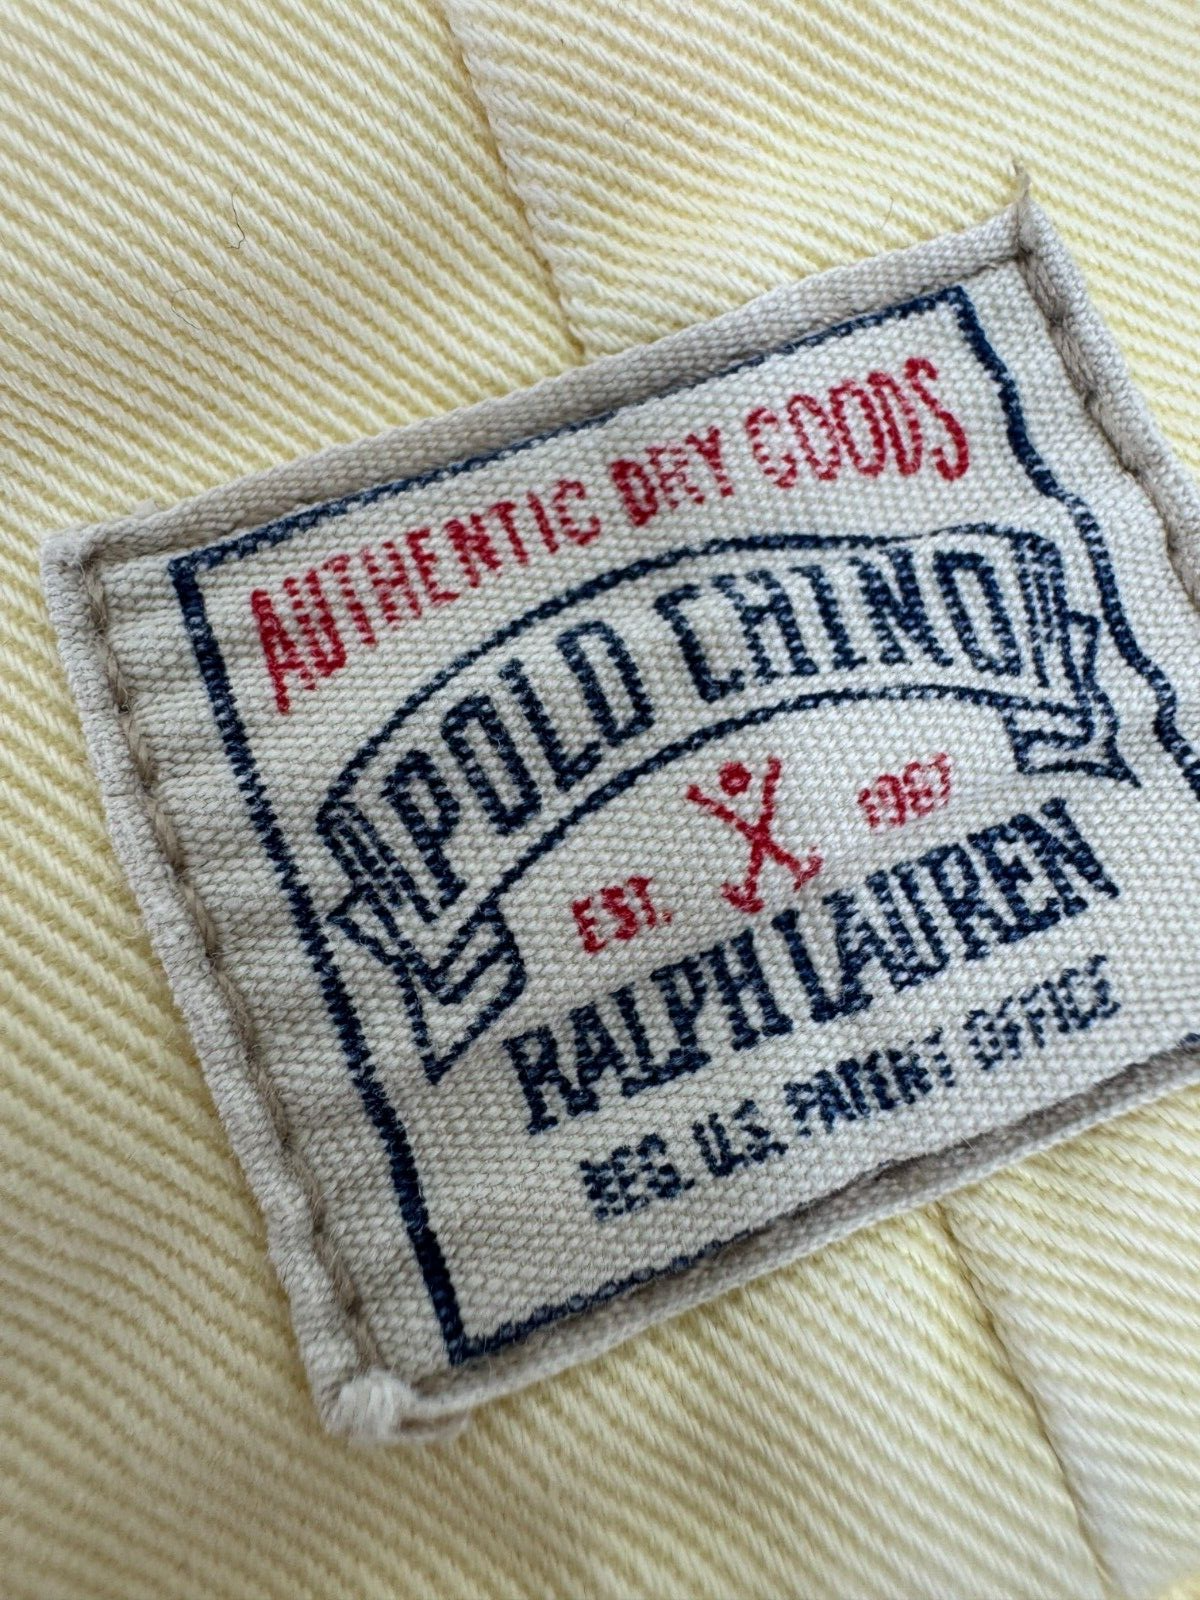 AUTHENTIC DRY GOODS
POLO CHINO
EST. 1967
RALPH LAUREN
REG. U.S. PATENT OFFICE